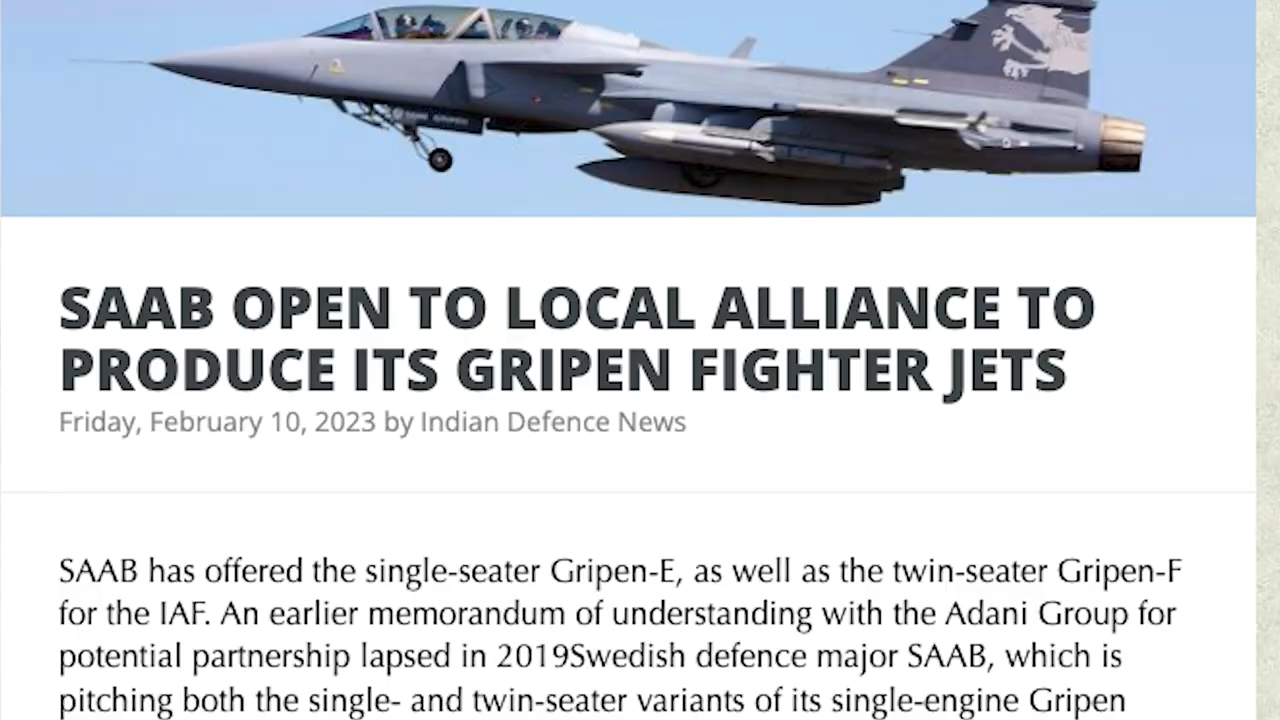 SAAB OPEN TO LOCAL ALLIANCE TO
PRODUCE ITS GRIPEN FIGHTER JETS
Friday, February 10, 2023 by Indian Defence News
SAAB has offered the single-seater Gripen-E, as well as the twin-seater Gripen-F
for the IAF. An earlier memorandum of understanding with the Adani Group for
potential partnership lapsed in 2019Swedish defence major SAAB, which is
pitching both the single- and twin-seater variants of its single-engine Gripen